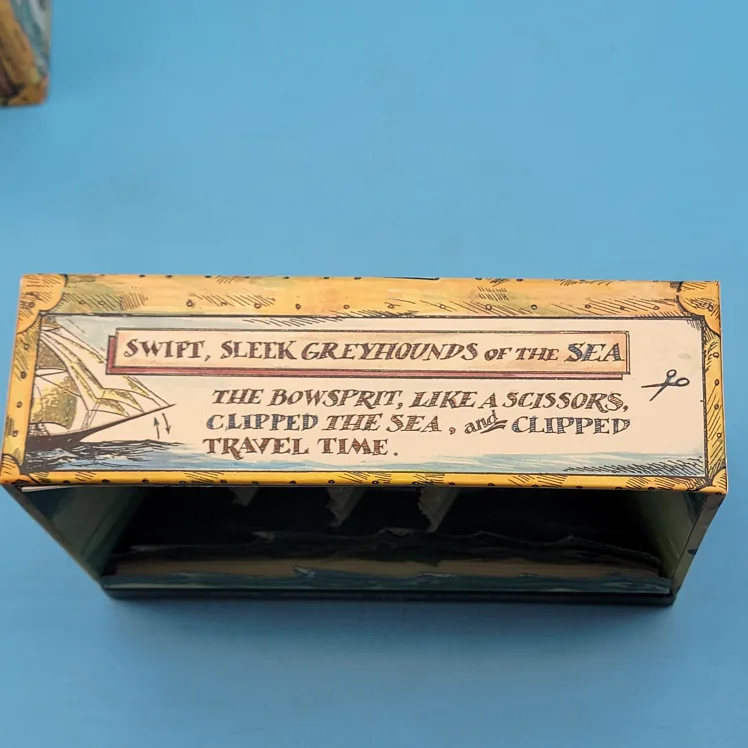 SWIFT, SLEEK GREYHOUNDS OF THE SEA
THE BOWSPRIT, LIKE A SCISSORS,
CLIPPED THE SEA, and CLIPPED
TRAVEL TIME.